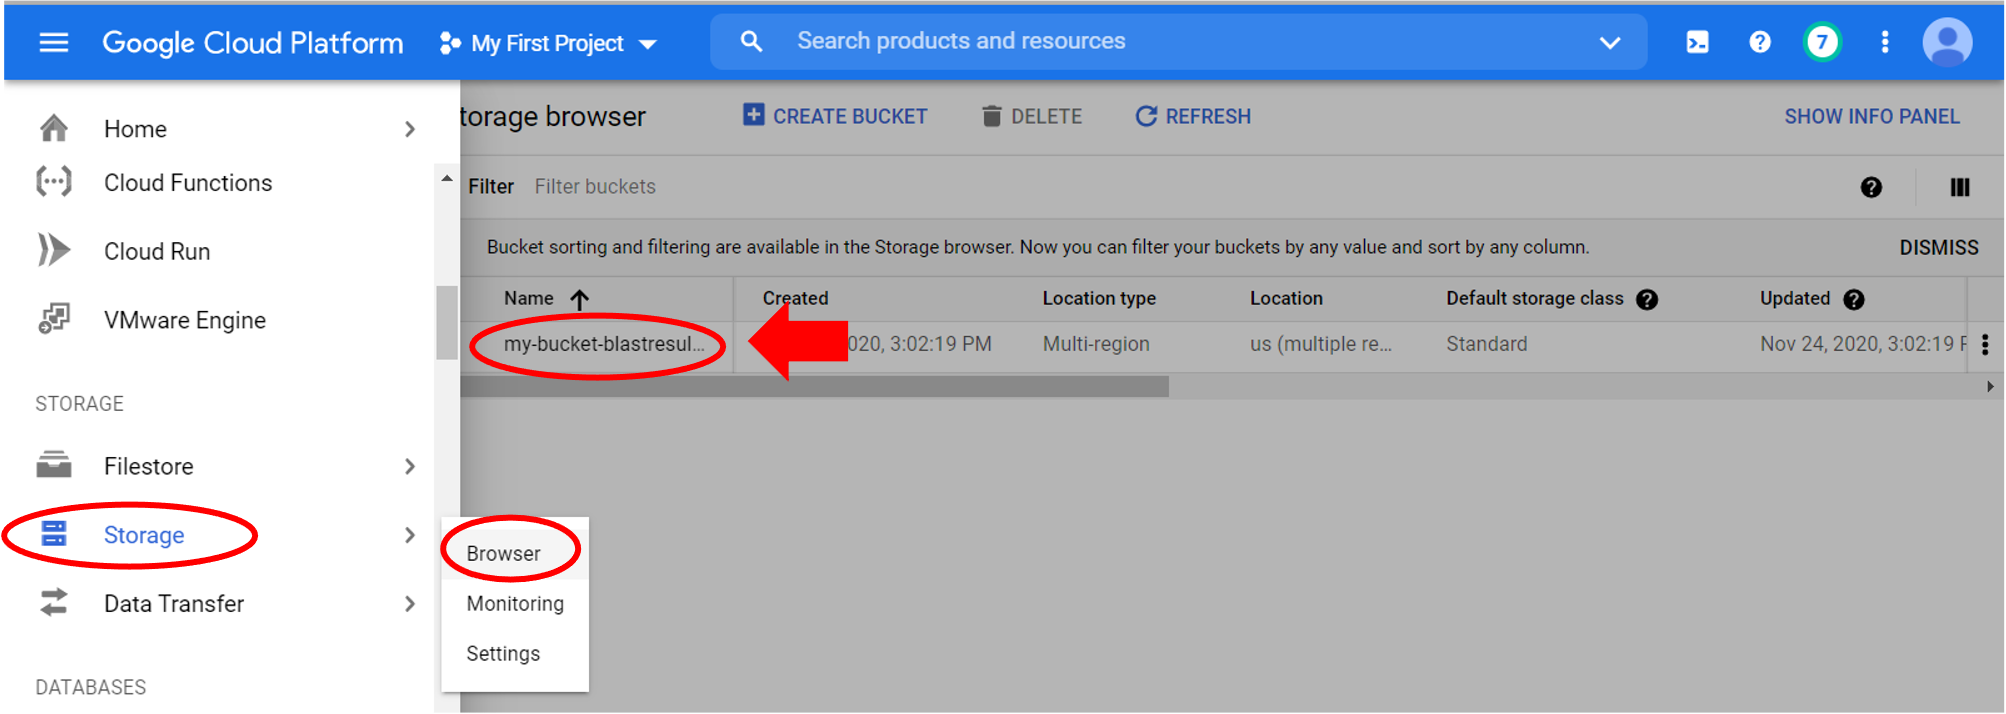 Google Cloud Platform My First Project Search products and resources 7
Home
Cloud Functions
Cloud Run
VMware Engine
STORAGE
Filestore
Storage
Data Transfer
DATABASES
Browser
Monitoring
Settings
torage browser CREATE BUCKET DELETE REFRESH SHOW INFO PANEL
Filter Filter buckets
Bucket sorting and filtering are available in the Storage browser. Now you can filter your buckets by any value and sort by any column. DISMISS
Name Created Location type Location Default storage class Updated
my-bucket-blastresul... 020, 3:02:19 PM Multi-region us (multiple re... Standard Nov 24, 2020, 3:02:19